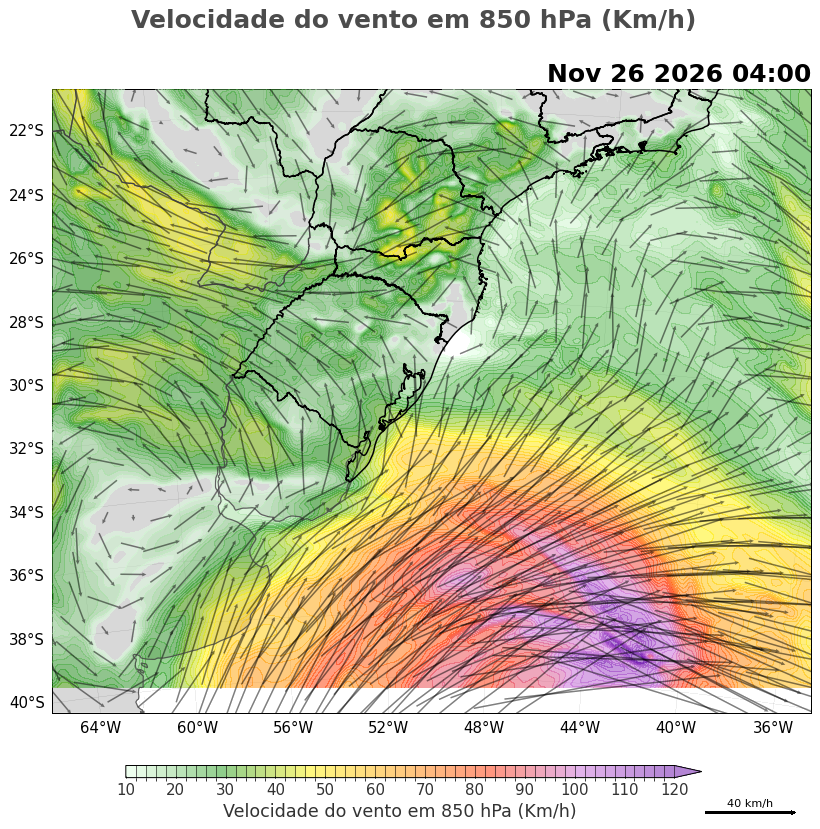 Velocidade do vento em 850 hPa (Km/h)
Nov 26 2026 04:00
22°S
24°S
26°S
28°S
30°S
32°S
34°S
36°S
38°S
40°S
64°W 60°W 56°W 52°W 48°W 44°W 40°W 36°W
10 20 30 40 50 60 70 80 90 100 110 120
Velocidade do vento em 850 hPa (Km/h)
40 km/h